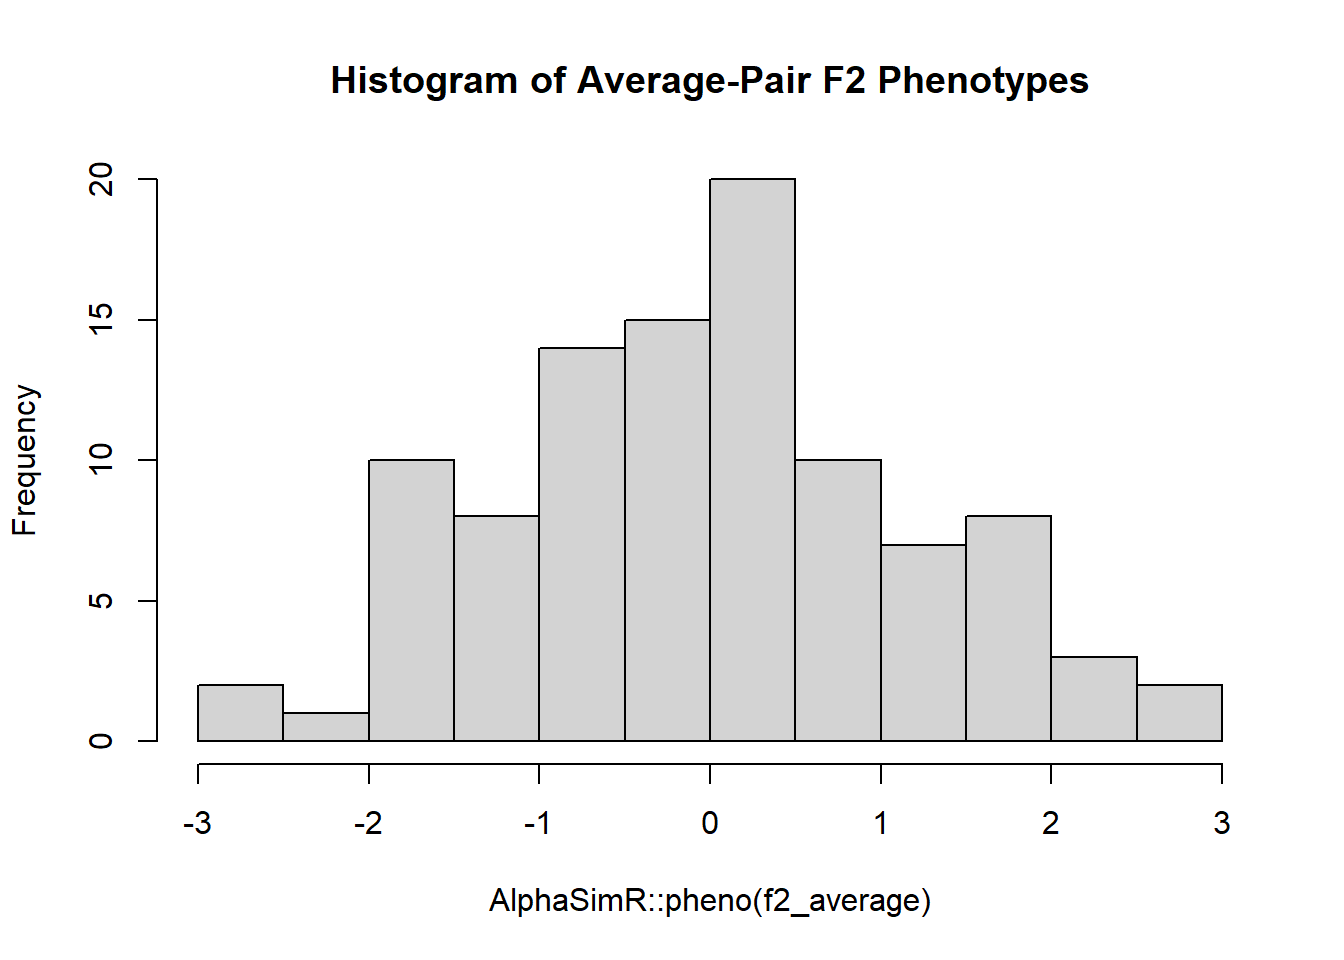 Histogram of Average-Pair F2 Phenotypes
20
15
10
5
0
Frequency
-3 -2 -1 0 1 2 3
AlphaSimR::pheno(f2_average)